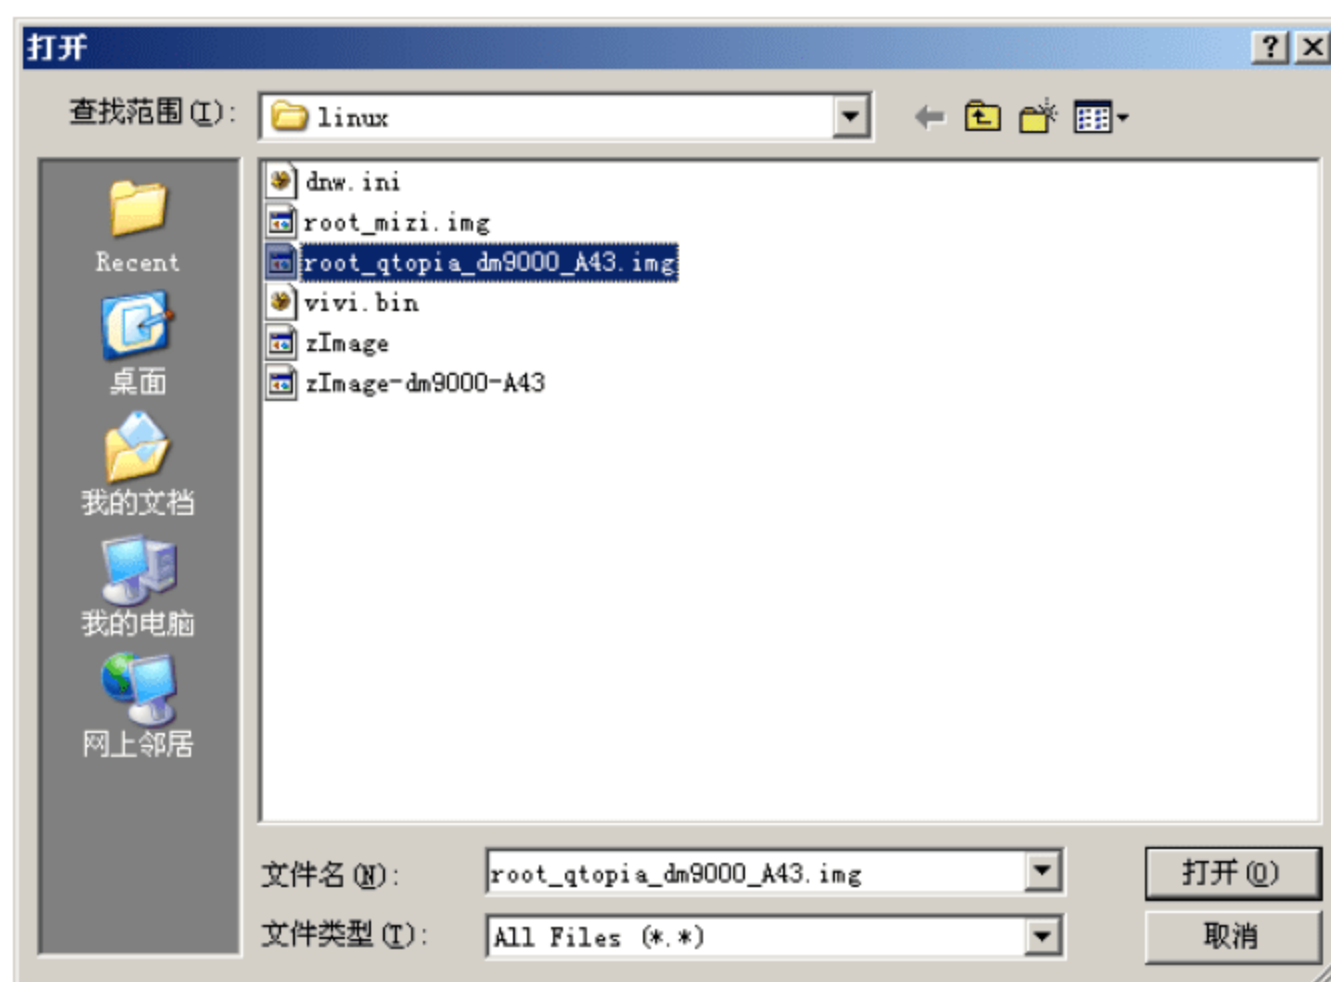 打开
查找范围(I):
linux
dnw.ini
root_mizi.img
root_qtopia_dm9000_A43.img
vivi.bin
zImage
zImage-dm9000-A43
Recent
桌面
我的文档
我的电脑
网上邻居
文件名(N):
root_qtopia_dm9000_A43.img
打开(O)
文件类型(T):
All Files (*.*)
取消